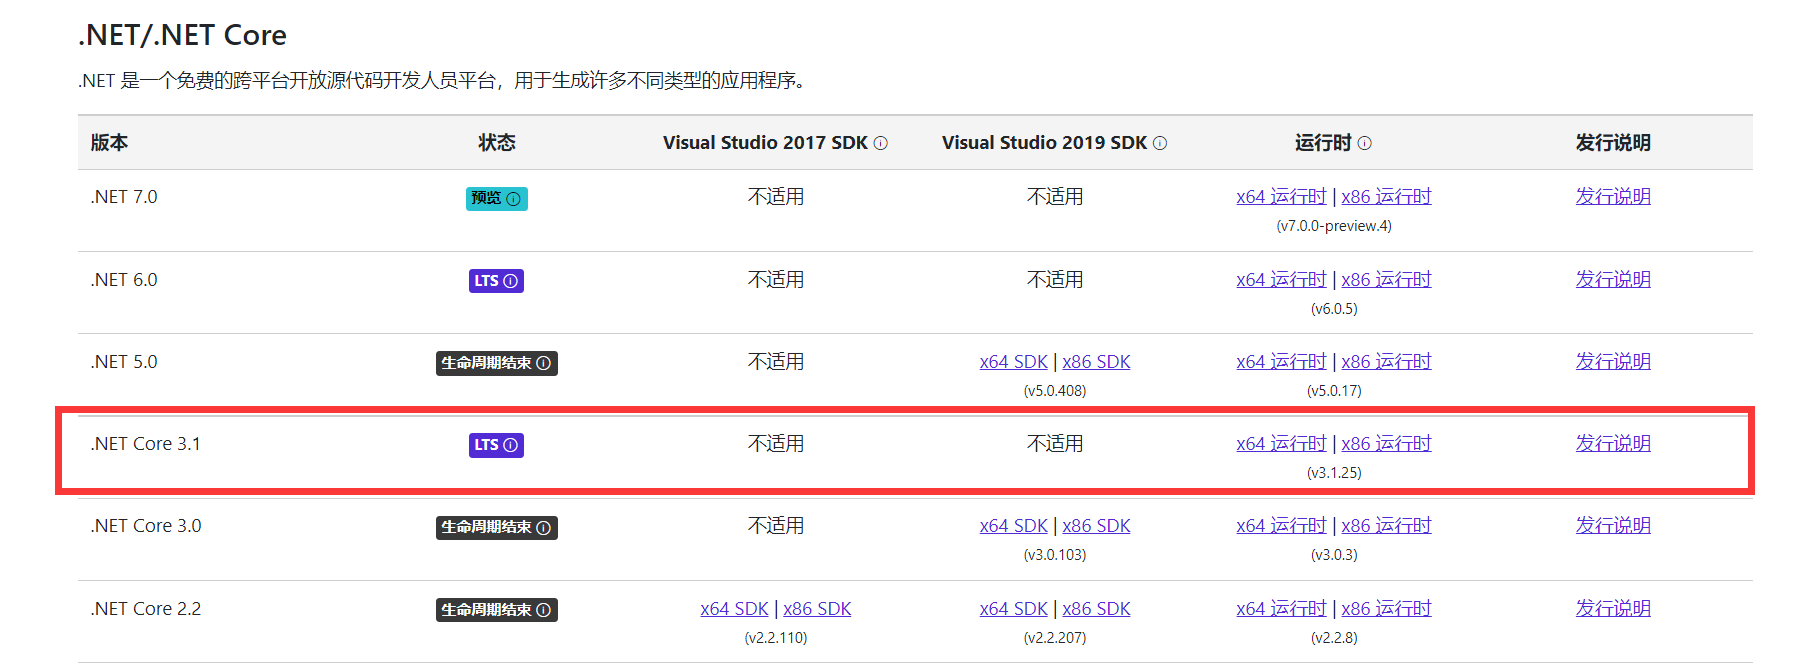 .NET/.NET Core
.NET 是一个免费的跨平台开放源代码开发人员平台，用于生成许多不同类型的应用程序。
版本 状态 Visual Studio 2017 SDK Visual Studio 2019 SDK 运行时 发行说明
.NET 7.0 预览 不适用 不适用 x64 运行时 | x86 运行时 发行说明
(v7.0.0-preview.4)
.NET 6.0 LTS 不适用 不适用 x64 运行时 | x86 运行时 发行说明
(v6.0.5)
.NET 5.0 生命周期结束 不适用 x64 SDK | x86 SDK x64 运行时 | x86 运行时 发行说明
(v5.0.408) (v5.0.17)
.NET Core 3.1 LTS 不适用 不适用 x64 运行时 | x86 运行时 发行说明
(v3.1.25)
.NET Core 3.0 生命周期结束 不适用 x64 SDK | x86 SDK x64 运行时 | x86 运行时 发行说明
(v3.0.103) (v3.0.3)
.NET Core 2.2 生命周期结束 x64 SDK | x86 SDK x64 SDK | x86 SDK x64 运行时 | x86 运行时 发行说明
(v2.2.110) (v2.2.207) (v2.2.8)